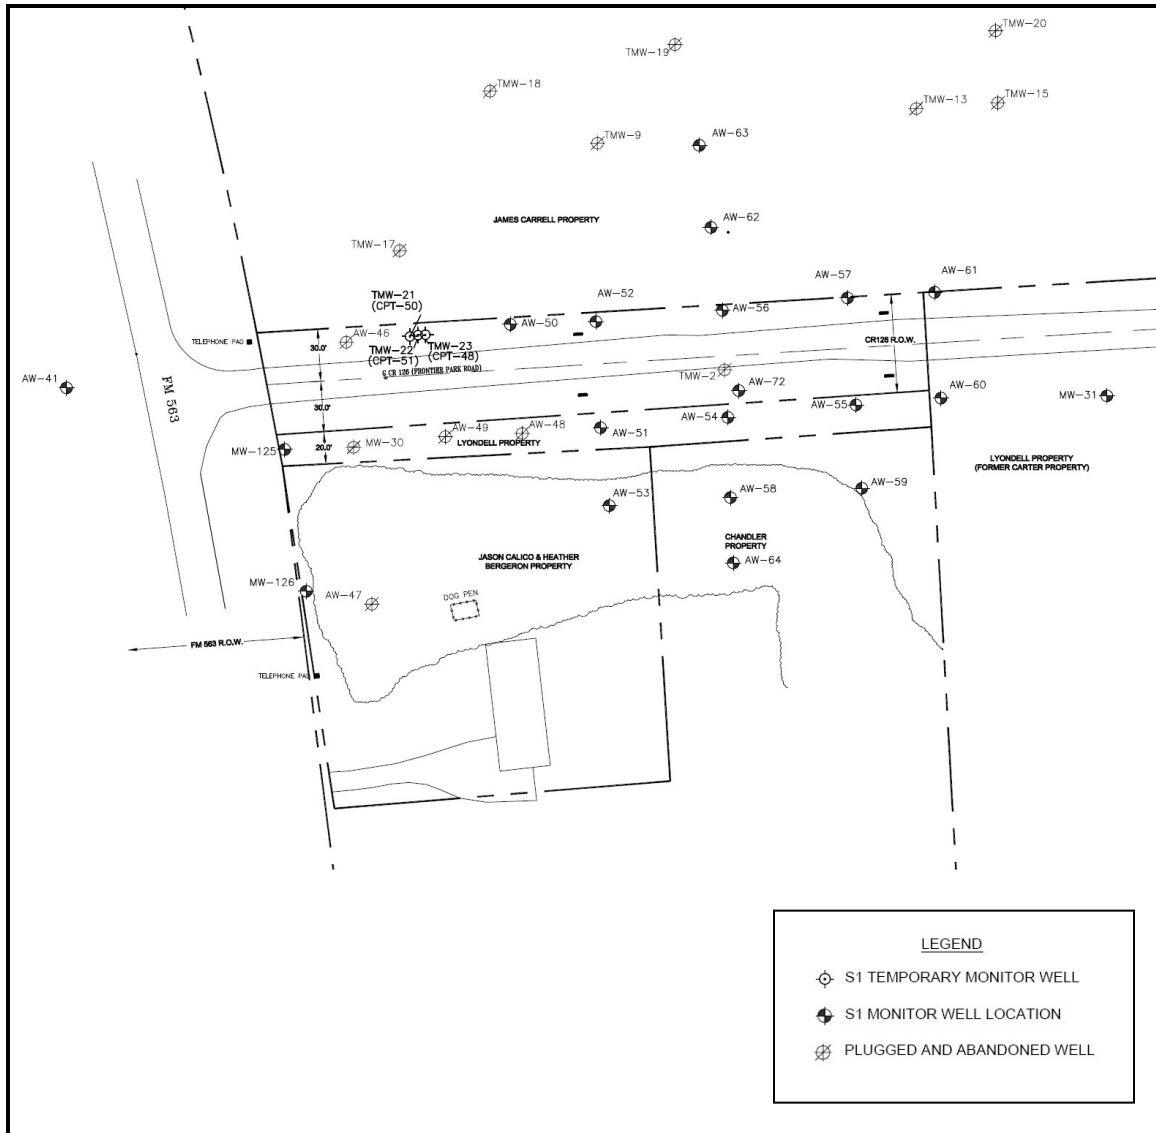 TMW-20
TMW-19
TMW-18
TMW-13
TMW-15
TMW-9
AW-63
JAMES CARRELL PROPERTY
AW-62
TMW-17
AW-57
AW-61
TMW-21
(CPT-50)
AW-52
AW-56
AW-50
AW-46
TELEPHONE PAD
30.0'
TMW-22
(CPT-51)
TMW-23
(CPT-48)
CR126 R.O.W.
℄ CR 126 (FRONTIER PARK ROAD)
TMW-2
AW-41
FM 563
AW-72
AW-60
MW-31
30.0'
AW-55
AW-54
AW-49
AW-48
AW-51
MW-125
20.0'
MW-30
LYONDELL PROPERTY
LYONDELL PROPERTY
(FORMER CARTER PROPERTY)
AW-53
AW-58
AW-59
CHANDLER
PROPERTY
JASON CALICO & HEATHER
BERGERON PROPERTY
AW-64
MW-126
AW-47
DOG PEN
FM 563 R.O.W.
TELEPHONE PAD
LEGEND
S1 TEMPORARY MONITOR WELL
S1 MONITOR WELL LOCATION
PLUGGED AND ABANDONED WELL